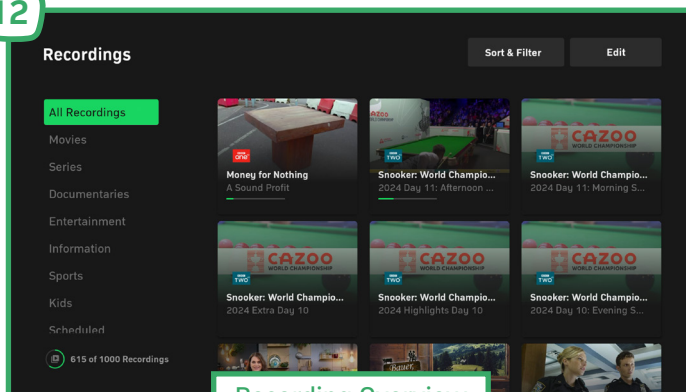 12
Recordings
Sort & Filter
Edit
All Recordings
Movies
Series
Documentaries
Entertainment
Information
Sports
Kids
Scheduled
615 of 1000 Recordings
one
Money for Nothing
A Sound Profit
CAZOO
TWO
Snooker: World Champio...
2024 Day 11: Afternoon ...
CAZOO
WORLD CHAMPIONSHIP
TWO
Snooker: World Champio...
2024 Day 11: Morning S...
CAZOO
WORLD CHAMPIONSHIP
TWO
Snooker: World Champio...
2024 Extra Day 10
CAZOO
WORLD CHAMPIONSHIP
TWO
Snooker: World Champio...
2024 Highlights Day 10
CAZOO
WORLD CHAMPIONSHIP
TWO
Snooker: World Champio...
2024 Day 10: Evening S...
Bauer
Recording Overview